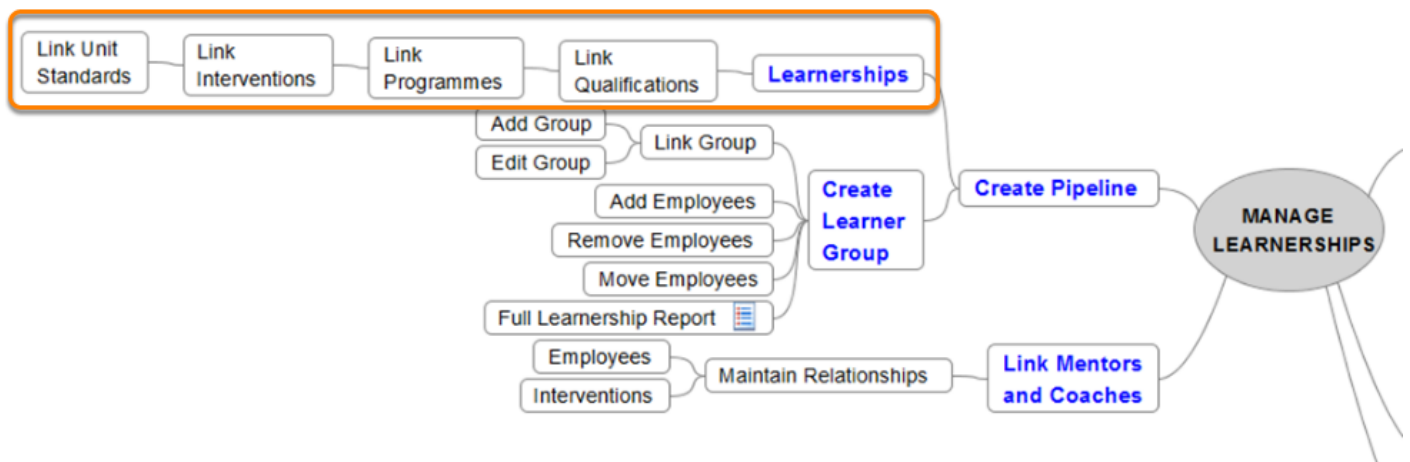 Link Unit
Standards
Link
Interventions
Link
Programmes
Link
Qualifications
Learnerships
Add Group
Edit Group
Link Group
Add Employees
Remove Employees
Move Employees
Full Learnership Report
Create
Learner
Group
Create Pipeline
MANAGE
LEARNERSHIPS
Employees
Interventions
Maintain Relationships
Link Mentors
and Coaches